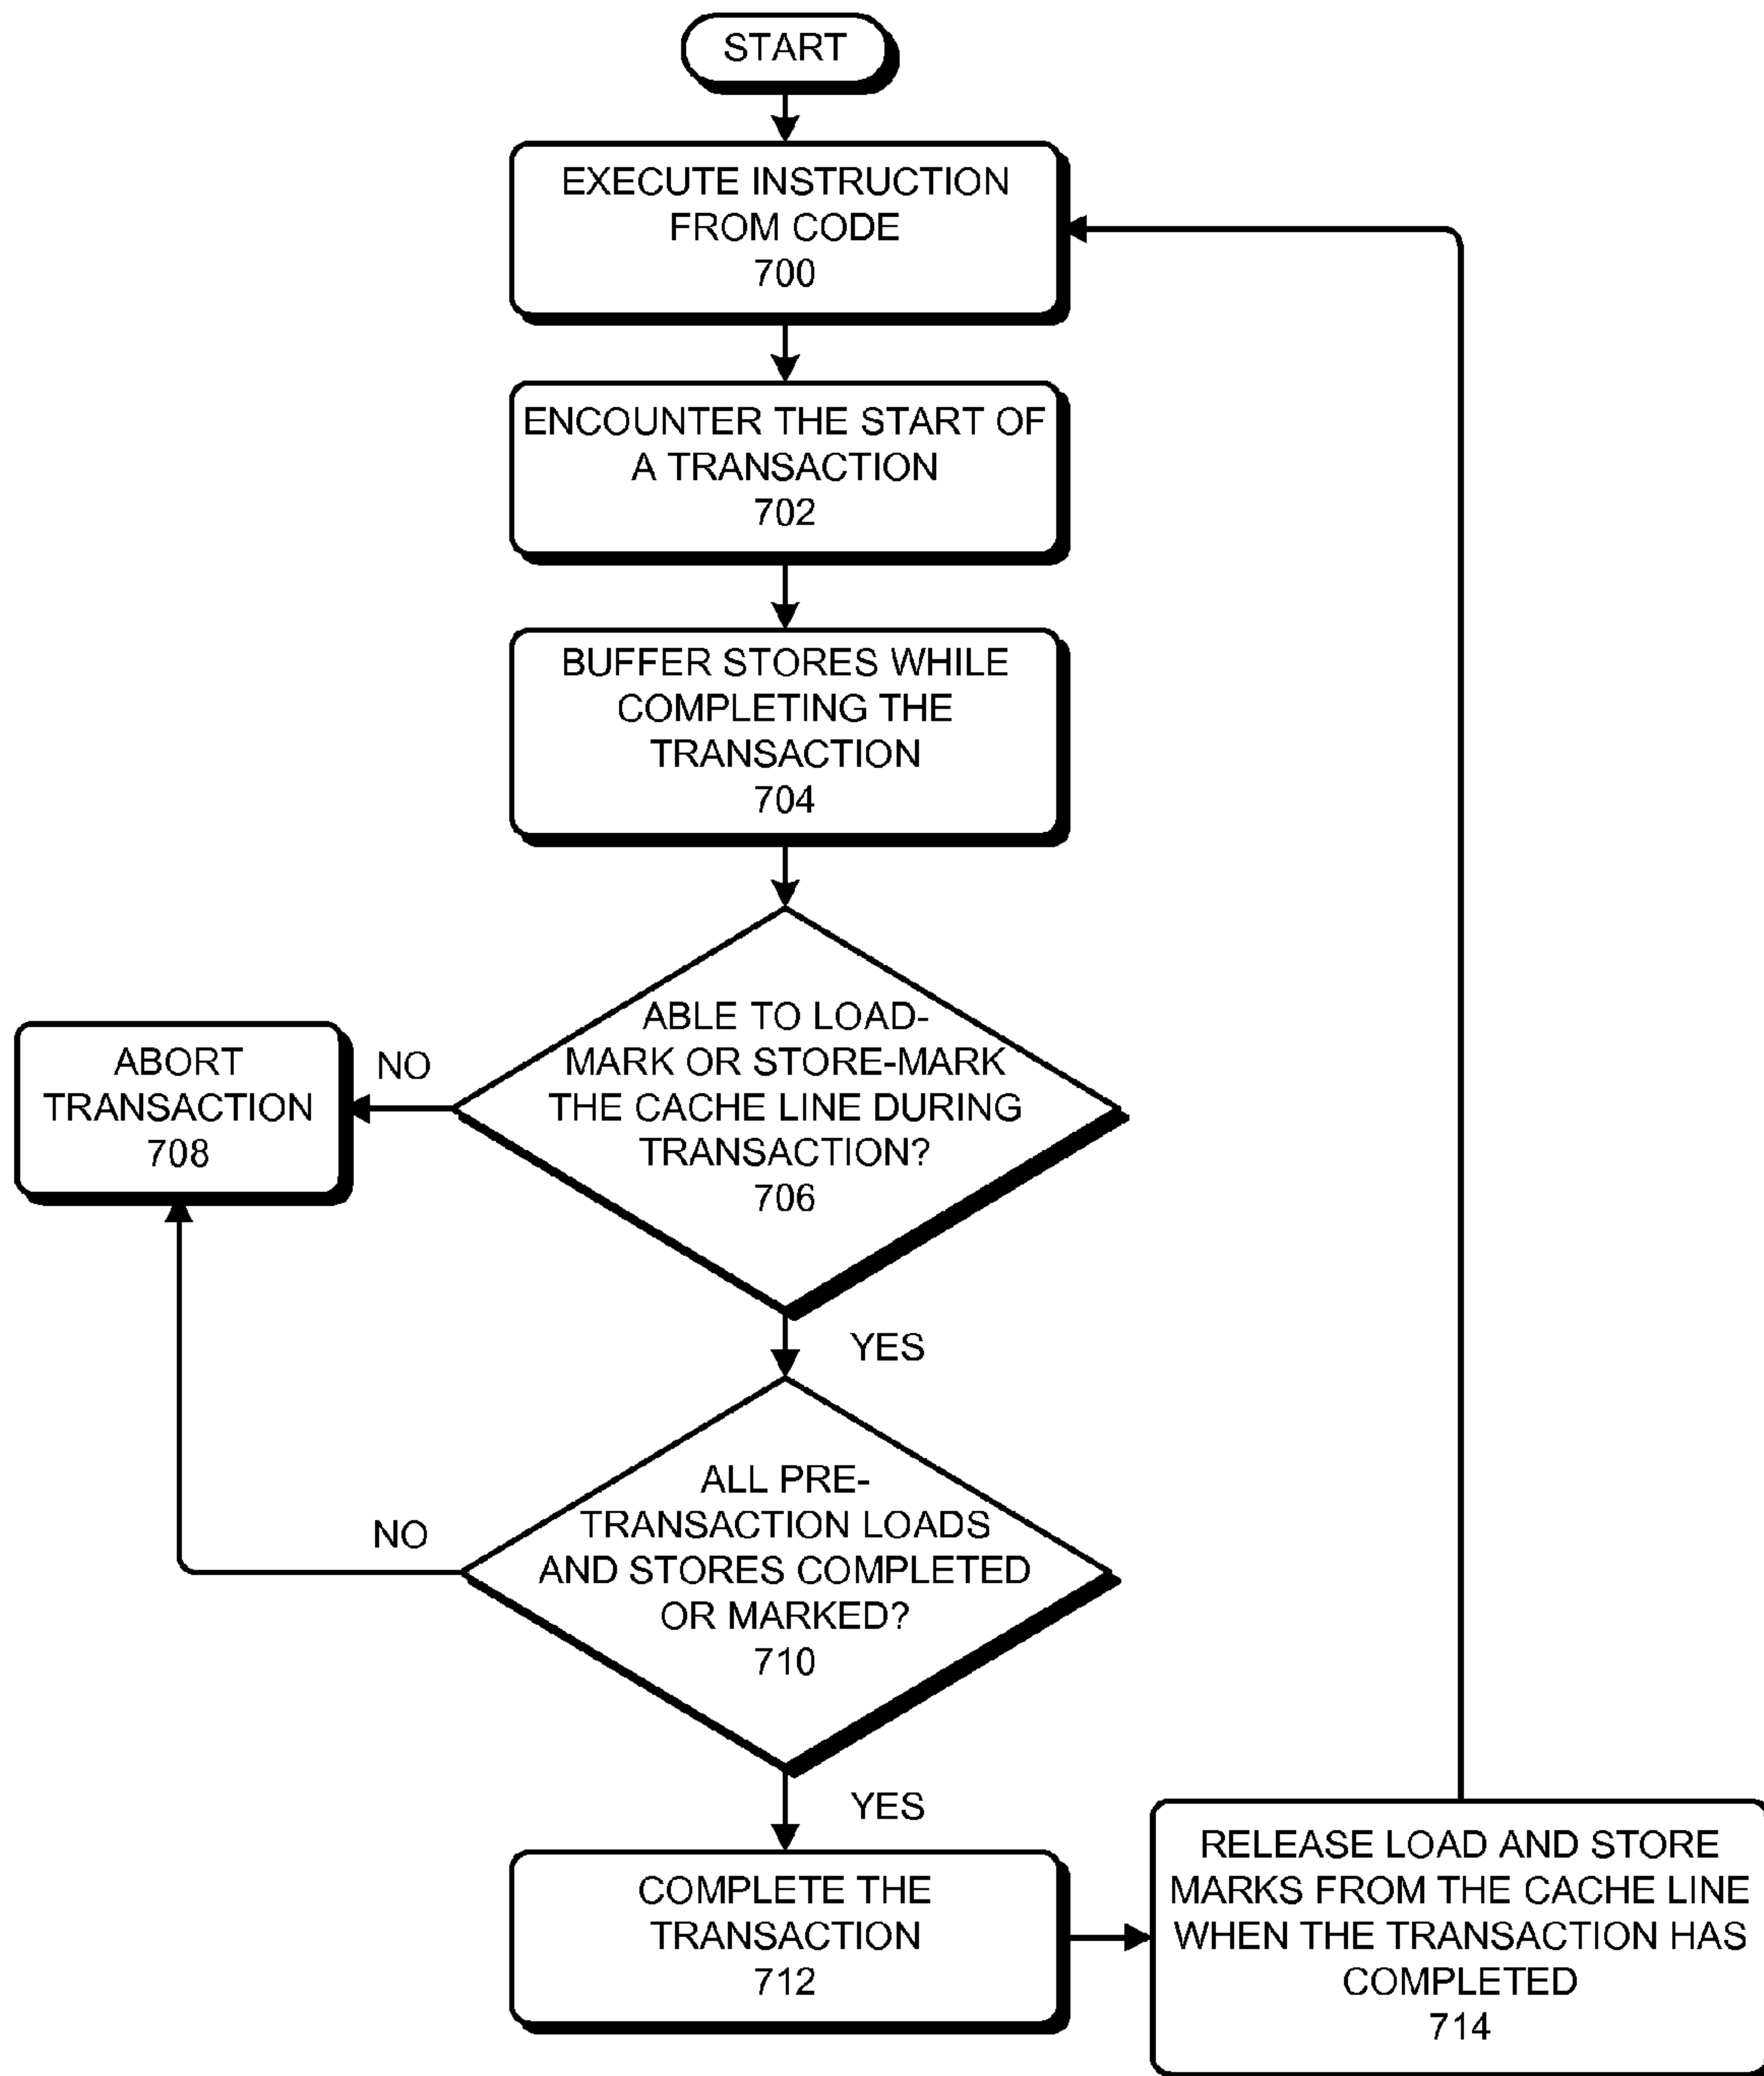 START
EXECUTE INSTRUCTION
FROM CODE
700
ENCOUNTER THE START OF
A TRANSACTION
702
BUFFER STORES WHILE
COMPLETING THE
TRANSACTION
704
ABLE TO LOAD-
MARK OR STORE-MARK
THE CACHE LINE DURING
TRANSACTION?
706
NO
ABORT
TRANSACTION
708
YES
ALL PRE-
TRANSACTION LOADS
AND STORES COMPLETED
OR MARKED?
710
NO
YES
COMPLETE THE
TRANSACTION
712
RELEASE LOAD AND STORE
MARKS FROM THE CACHE LINE
WHEN THE TRANSACTION HAS
COMPLETED
714